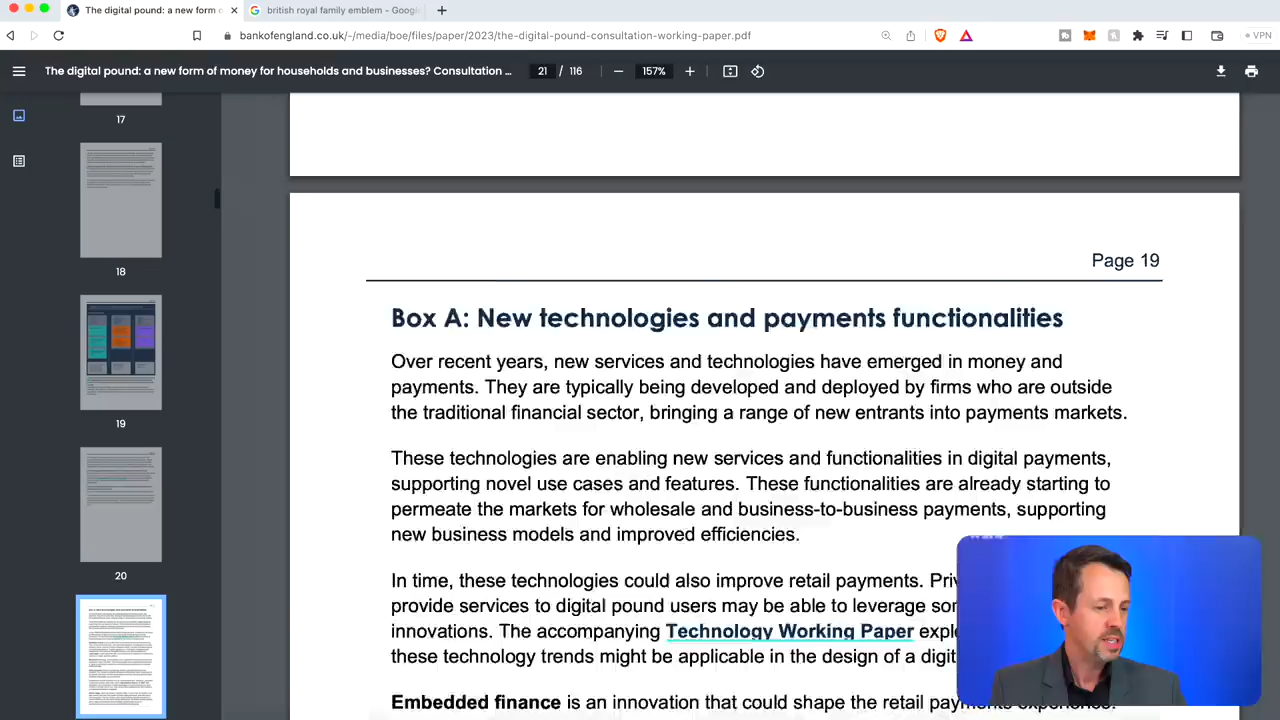 The digital pound: a new form o
british royal family emblem - Google
bankofengland.co.uk/-/media/boe/files/paper/2023/the-digital-pound-consultation-working-paper.pdf
VPN
The digital pound: a new form of money for households and businesses? Consultation ...
21 / 116
157%
17
18
19
20
Page 19
Box A: New technologies and payments functionalities
Over recent years, new services and technologies have emerged in money and
payments. They are typically being developed and deployed by firms who are outside
the traditional financial sector, bringing a range of new entrants into payments markets.
These technologies are enabling new services and functionalities in digital payments,
supporting novel use cases and features. These functionalities are already starting to
permeate the markets for wholesale and business-to-business payments, supporting
new business models and improved efficiencies.
In time, these technologies could also improve retail payments. Priv
provide services to digital pound users may be able to leverage so
innovations. The accompanying Technology Working Paper expl
these technology trends might be applicable in the design of a digi
Embedded finance is an innovation that could shape the retail payments experience.